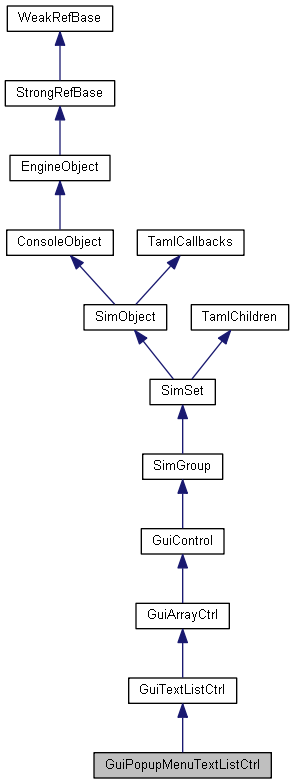 WeakRefBase
StrongRefBase
EngineObject
ConsoleObject
TamlCallbacks
SimObject
TamlChildren
SimSet
SimGroup
GuiControl
GuiArrayCtrl
GuiTextListCtrl
GuiPopupMenuTextListCtrl